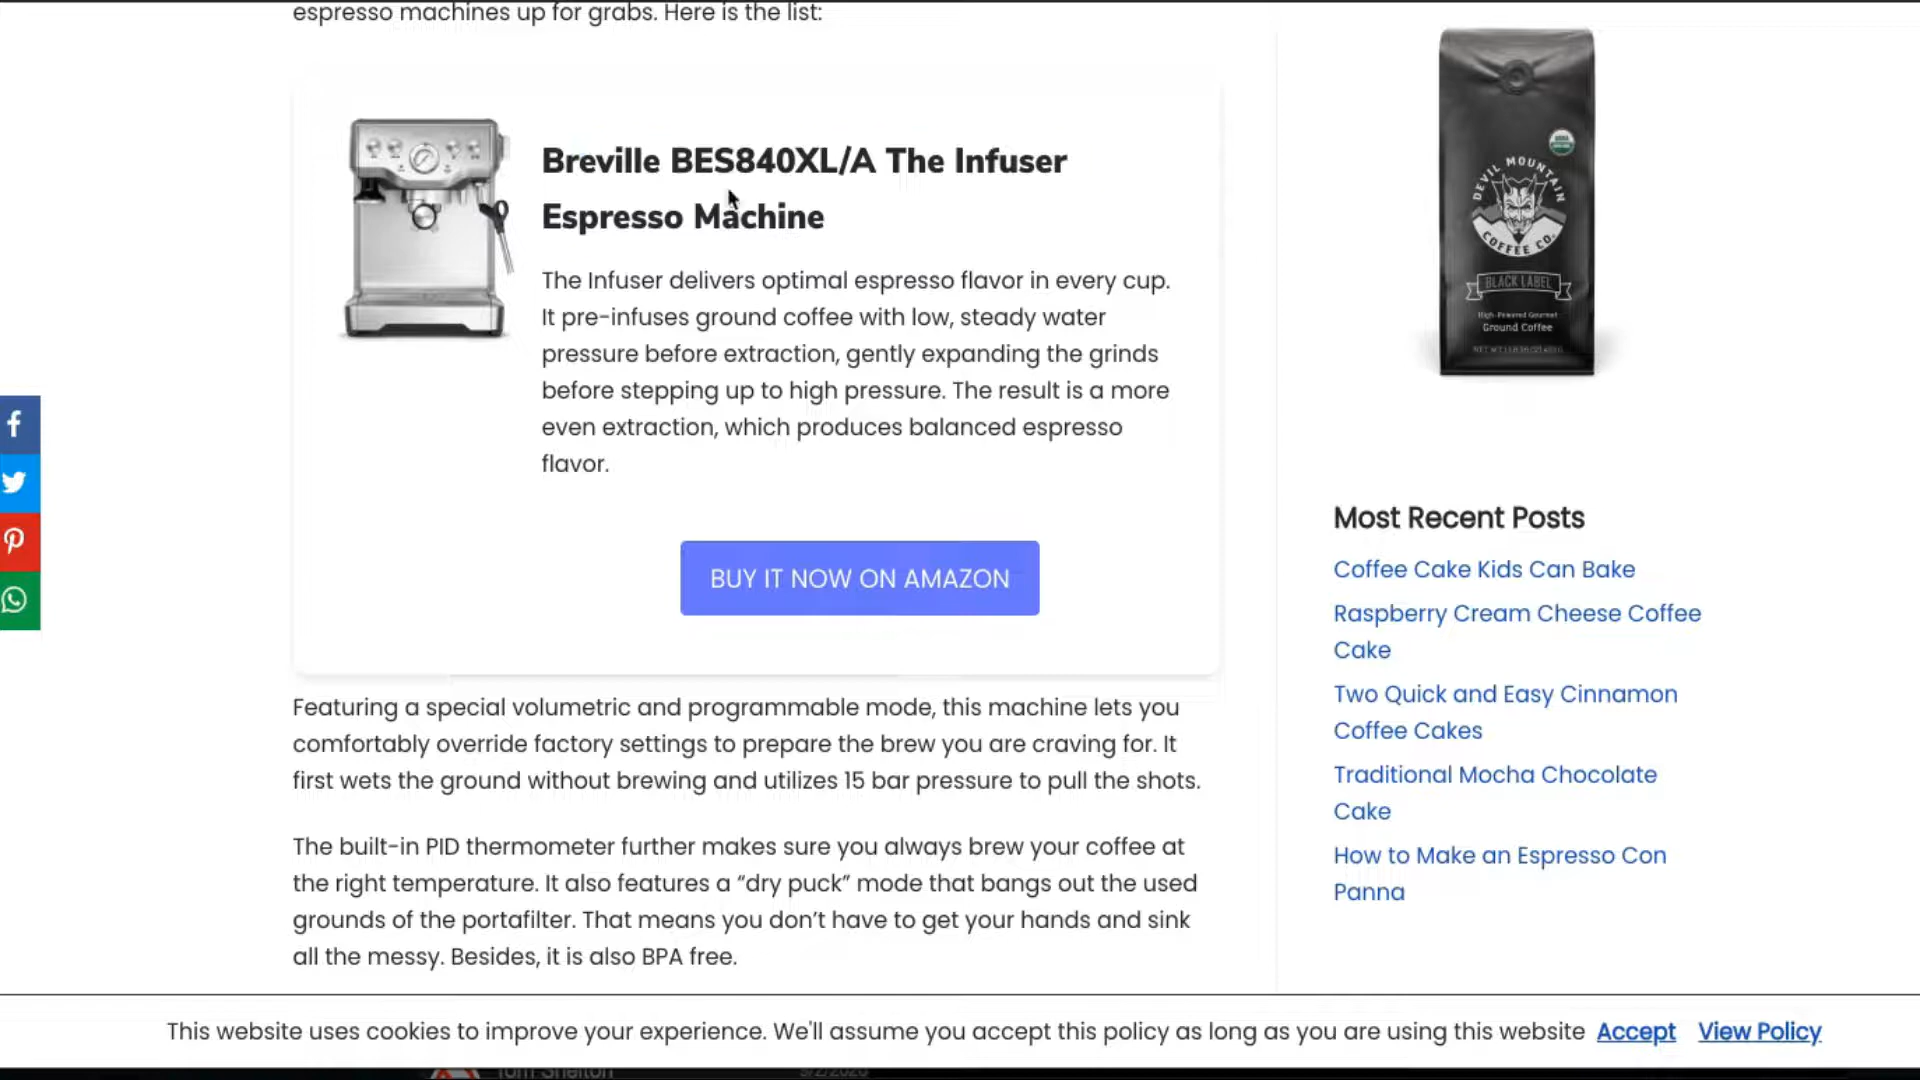 espresso machines up for grabs. Here is the list:
Breville BES840XL/A The Infuser
Espresso Machine
The Infuser delivers optimal espresso flavor in every cup.
It pre-infuses ground coffee with low, steady water
pressure before extraction, gently expanding the grinds
before stepping up to high pressure. The result is a more
even extraction, which produces balanced espresso
flavor.
BUY IT NOW ON AMAZON
Featuring a special volumetric and programmable mode, this machine lets you
comfortably override factory settings to prepare the brew you are craving for. It
first wets the ground without brewing and utilizes 15 bar pressure to pull the shots.
The built-in PID thermometer further makes sure you always brew your coffee at
the right temperature. It also features a “dry puck” mode that bangs out the used
grounds of the portafilter. That means you don’t have to get your hands and sink
all the messy. Besides, it is also BPA free.
DEVIL MOUNTAIN
COFFEE CO.
BLACK LABEL
High-Powered Gourmet
Ground Coffee
Most Recent Posts
Coffee Cake Kids Can Bake
Raspberry Cream Cheese Coffee
Cake
Two Quick and Easy Cinnamon
Coffee Cakes
Traditional Mocha Chocolate
Cake
How to Make an Espresso Con
Panna
This website uses cookies to improve your experience. We'll assume you accept this policy as long as you are using this website Accept View Policy
Tom Shelton